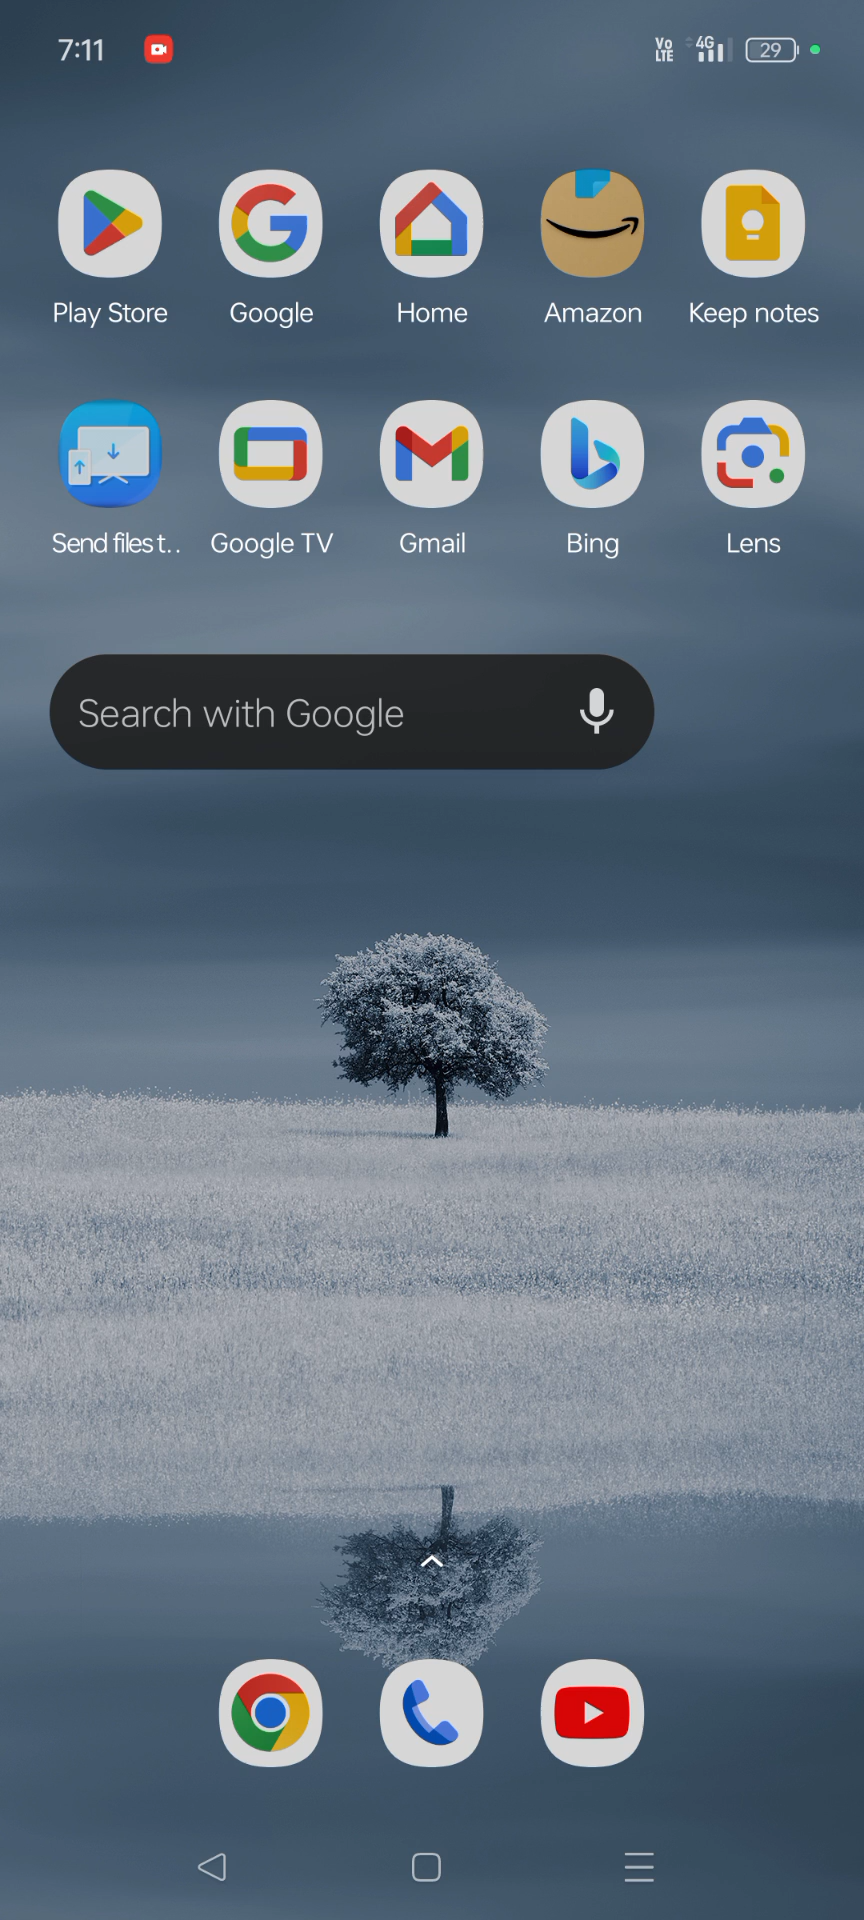 7:11
Vo LTE 4G 29
Play Store Google Home Amazon Keep notes
Send files t.. Google TV Gmail Bing Lens
Search with Google